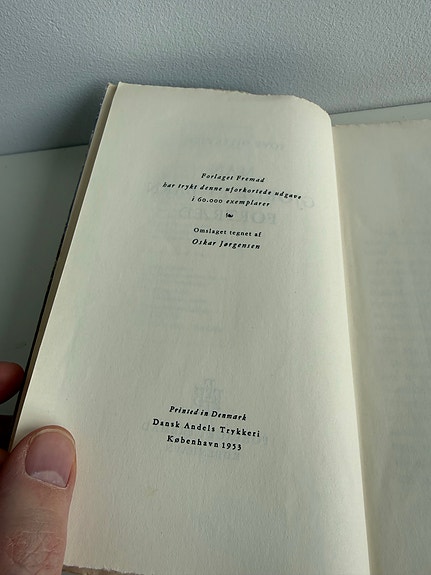 Forlaget Fremad
har trykt denne uforkortede udgave
i 60.000 exemplarer
Omslaget tegnet af
Oskar Jørgensen
Printed in Denmark
Dansk Andels Trykkeri
København 1953